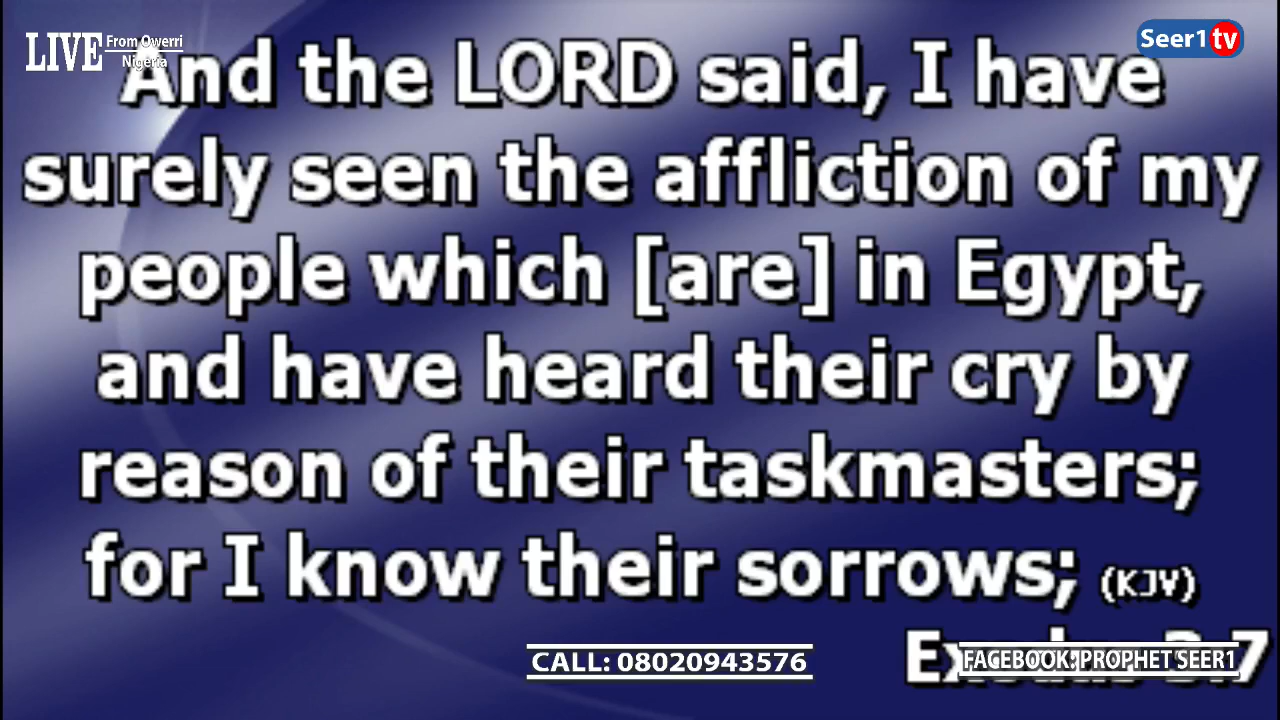 LIVE From Owerri
Nigeria
Seer1 tv
And the LORD said, I have
surely seen the affliction of my
people which [are] in Egypt,
and have heard their cry by
reason of their taskmasters;
for I know their sorrows; (KJV)
Exodus 3:7
CALL: 08020943576
FACEBOOK: PROPHET SEER1